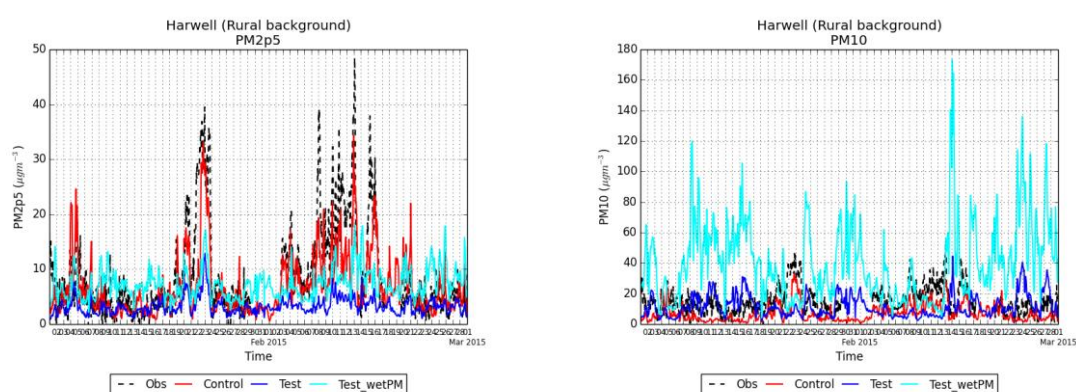 Harwell (Rural background)
PM2p5
50
40
30
20
10
0
PM2p5 (μgm⁻³)
0203040506070809101112131415161718192021222324252627282930310102030405060708091011121314151617181920212223242526272801
Feb 2015
Mar 2015
Time
Obs Control Test Test_wetPM
Harwell (Rural background)
PM10
180
160
140
120
100
80
60
40
20
0
PM10 (μgm⁻³)
Feb 2015
Mar 2015
Time
Obs Control Test Test_wetPM